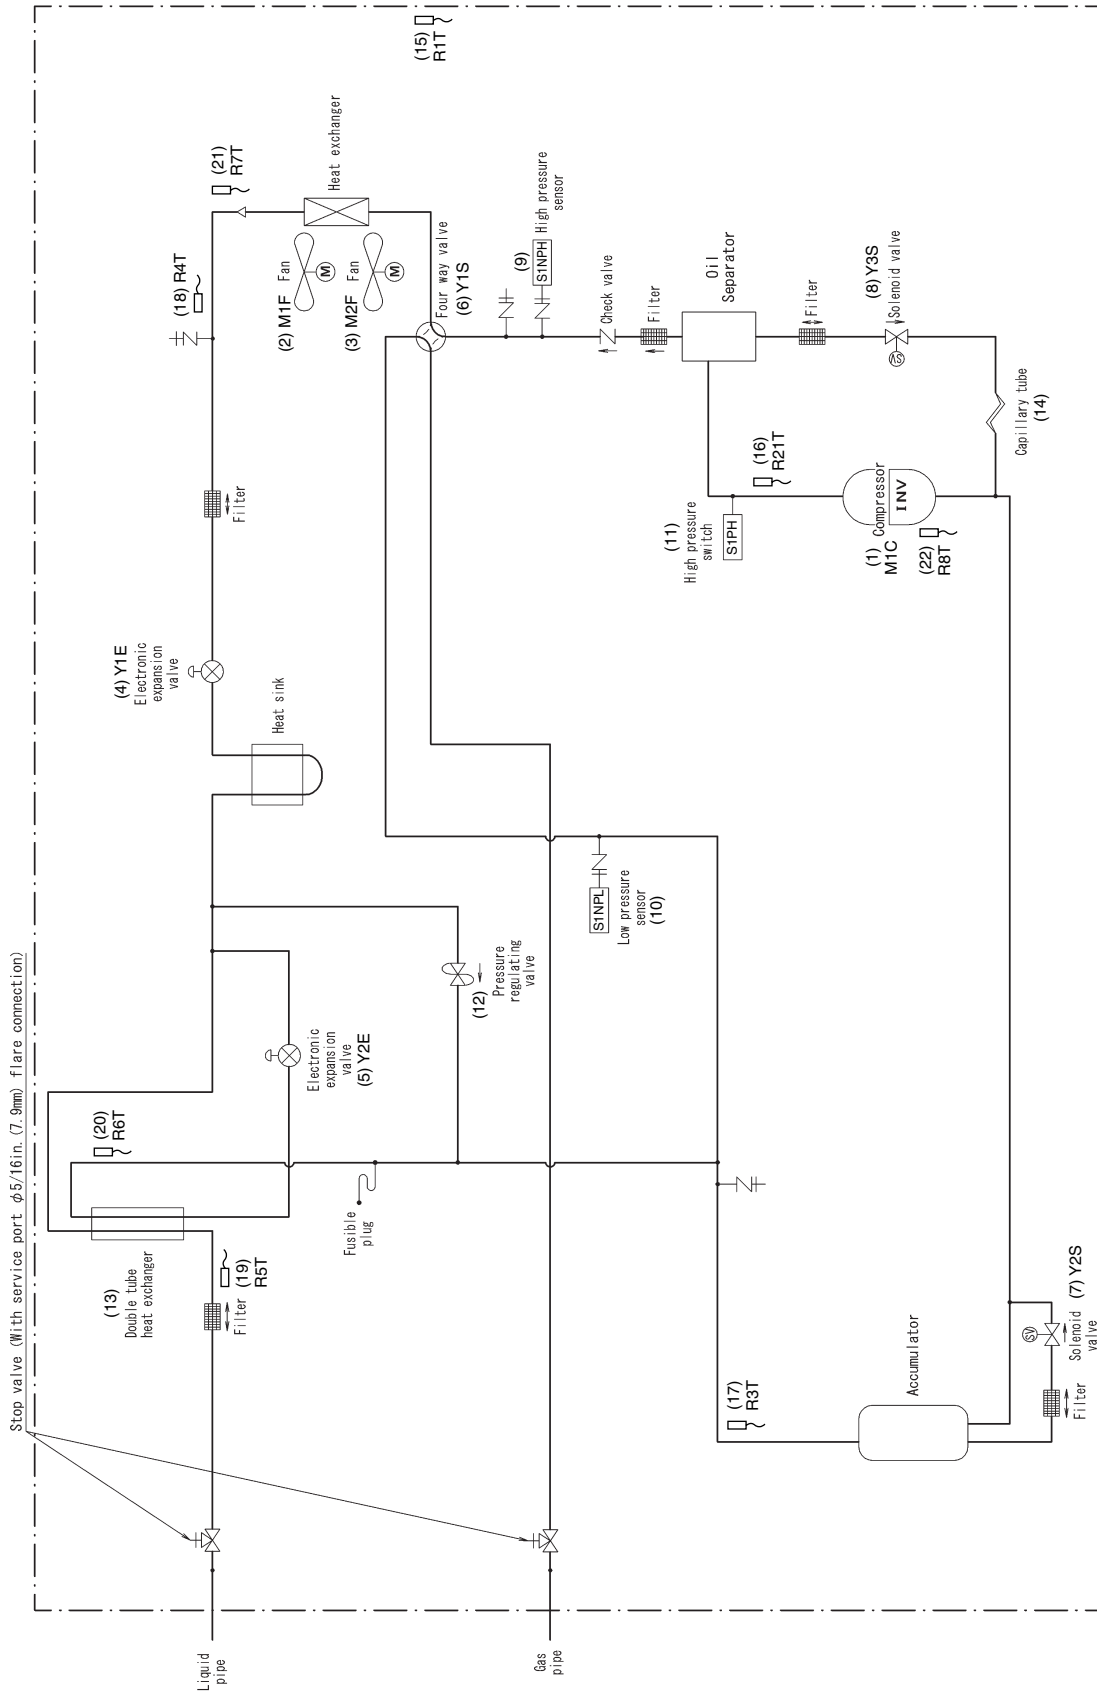 Stop valve (With service port φ5/16in. (7.9mm) flare connection)
Liquid
pipe
Gas
pipe
(13)
Double tube
heat exchanger
Filter
(19)
R5T
(20)
R6T
Fusible
plug
Electronic
expansion
valve
(5) Y2E
(12)
Pressure
regulating
valve
Heat sink
(4) Y1E
Electronic
expansion
valve
Filter
(18) R4T
(21)
R7T
(15)
R1T
Heat exchanger
(2) M1F
Fan
M
(3) M2F
Fan
M
Four way valve
(6) Y1S
(9)
S1NPH
High pressure
sensor
Check valve
Filter
Oil
Separator
Filter
(8) Y3S
Solenoid valve
SV
Capillary tube
(14)
(16)
R21T
(11)
High pressure
switch
S1PH
(1)
M1C
Compressor
INV
(22)
R8T
S1NPL
Low pressure
sensor
(10)
(17)
R3T
Accumulator
SV
Solenoid
valve
(7) Y2S
Filter